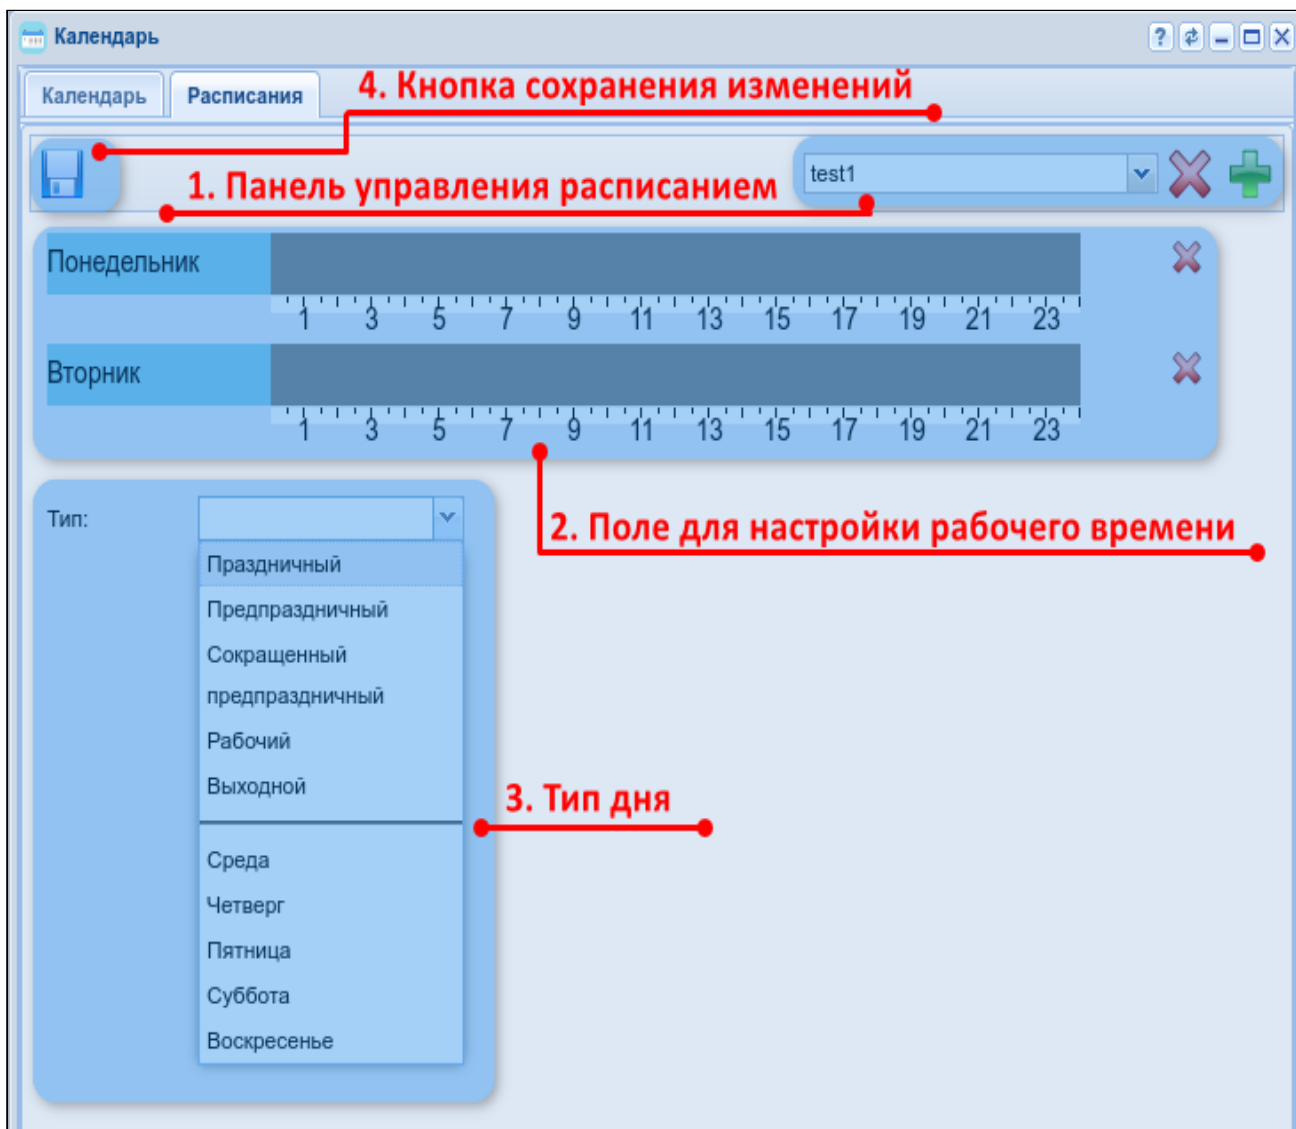 Календарь
Календарь Расписания
4. Кнопка сохранения изменений
test1
1. Панель управления расписанием
Понедельник
1 3 5 7 9 11 13 15 17 19 21 23
Вторник
1 3 5 7 9 11 13 15 17 19 21 23
Тип:
2. Поле для настройки рабочего времени
Праздничный
Предпраздничный
Сокращенный
предпраздничный
Рабочий
Выходной
3. Тип дня
Среда
Четверг
Пятница
Суббота
Воскресенье